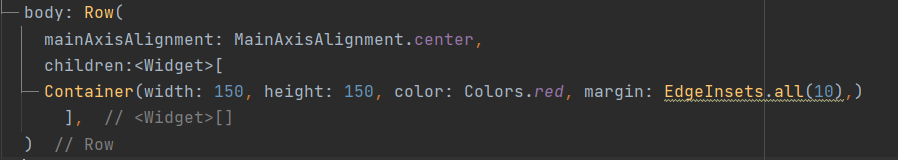 body: Row(
mainAxisAlignment: MainAxisAlignment.center,
children:<Widget>[
Container(width: 150, height: 150, color: Colors.red, margin: EdgeInsets.all(10),)
],  // <Widget>[]
)  // Row